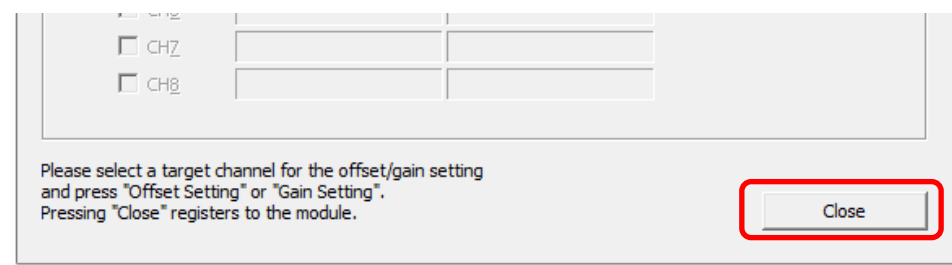 CH7
CH8
Please select a target channel for the offset/gain setting
and press "Offset Setting" or "Gain Setting".
Pressing "Close" registers to the module.
Close